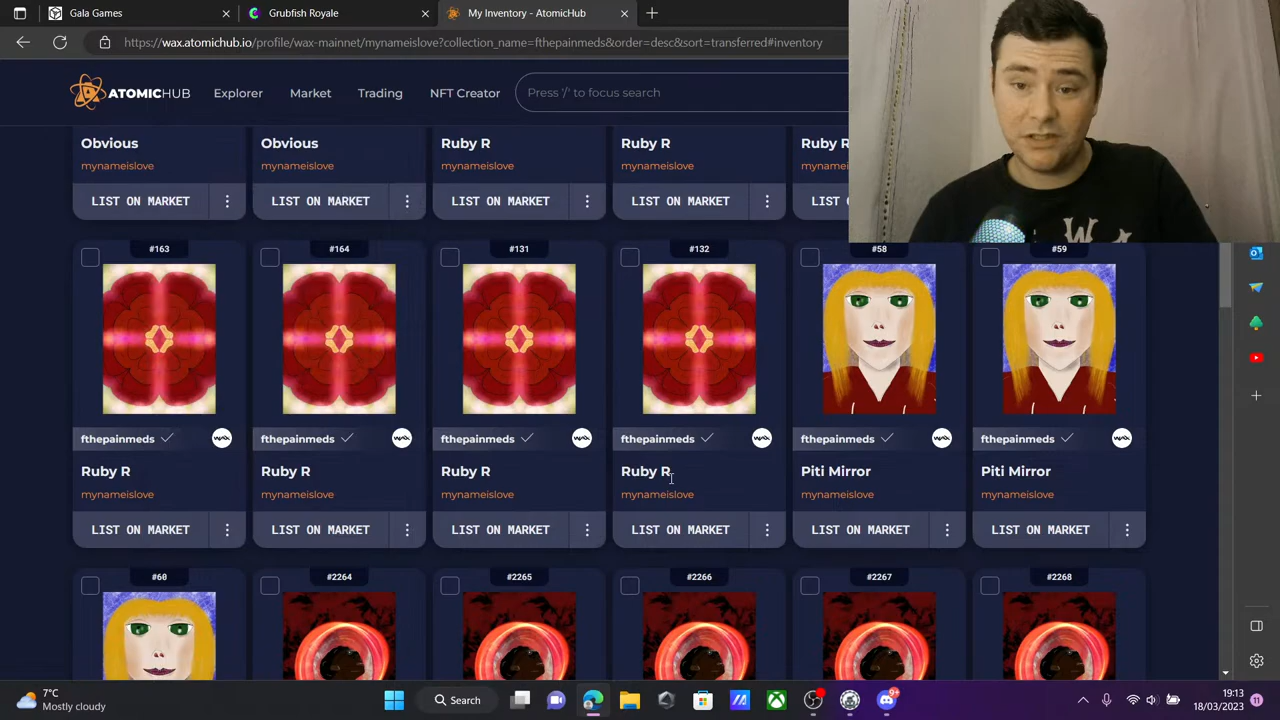 Gala Games
Grubfish Royale
My Inventory - AtomicHub
https://wax.atomichub.io/profile/wax-mainnet/mynameislove?collection_name=fthepainmeds&order=desc&sort=transferred#inventory
ATOMICHUB
Explorer
Market
Trading
NFT Creator
Press '/' to focus search
Obvious
Obvious
Ruby R
Ruby R
Ruby R
mynameislove
mynameislove
mynameislove
mynameislove
LIST ON MARKET
LIST ON MARKET
LIST ON MARKET
LIST ON MARKET
#163
#164
#131
#132
#58
#59
fthepainmeds
fthepainmeds
fthepainmeds
fthepainmeds
fthepainmeds
fthepainmeds
Ruby R
Ruby R
Ruby R
Ruby R
Piti Mirror
Piti Mirror
mynameislove
mynameislove
mynameislove
mynameislove
mynameislove
mynameislove
LIST ON MARKET
LIST ON MARKET
LIST ON MARKET
LIST ON MARKET
LIST ON MARKET
LIST ON MARKET
#60
#2264
#2265
#2266
#2267
#2268
7°C
Mostly cloudy
Search
9+
19:13
18/03/2023
11